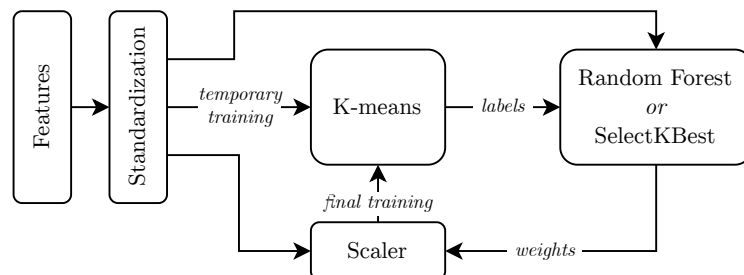 Features
Standardization
temporary
training
K-means
labels
Random Forest
or
SelectKBest
final training
Scaler
weights